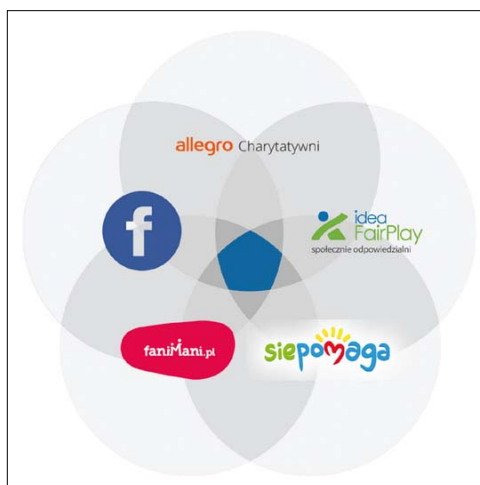 allegro Charytatywni
f
idea
FairPlay
społecznie odpowiedzialni
faniMani.pl
siepomaga